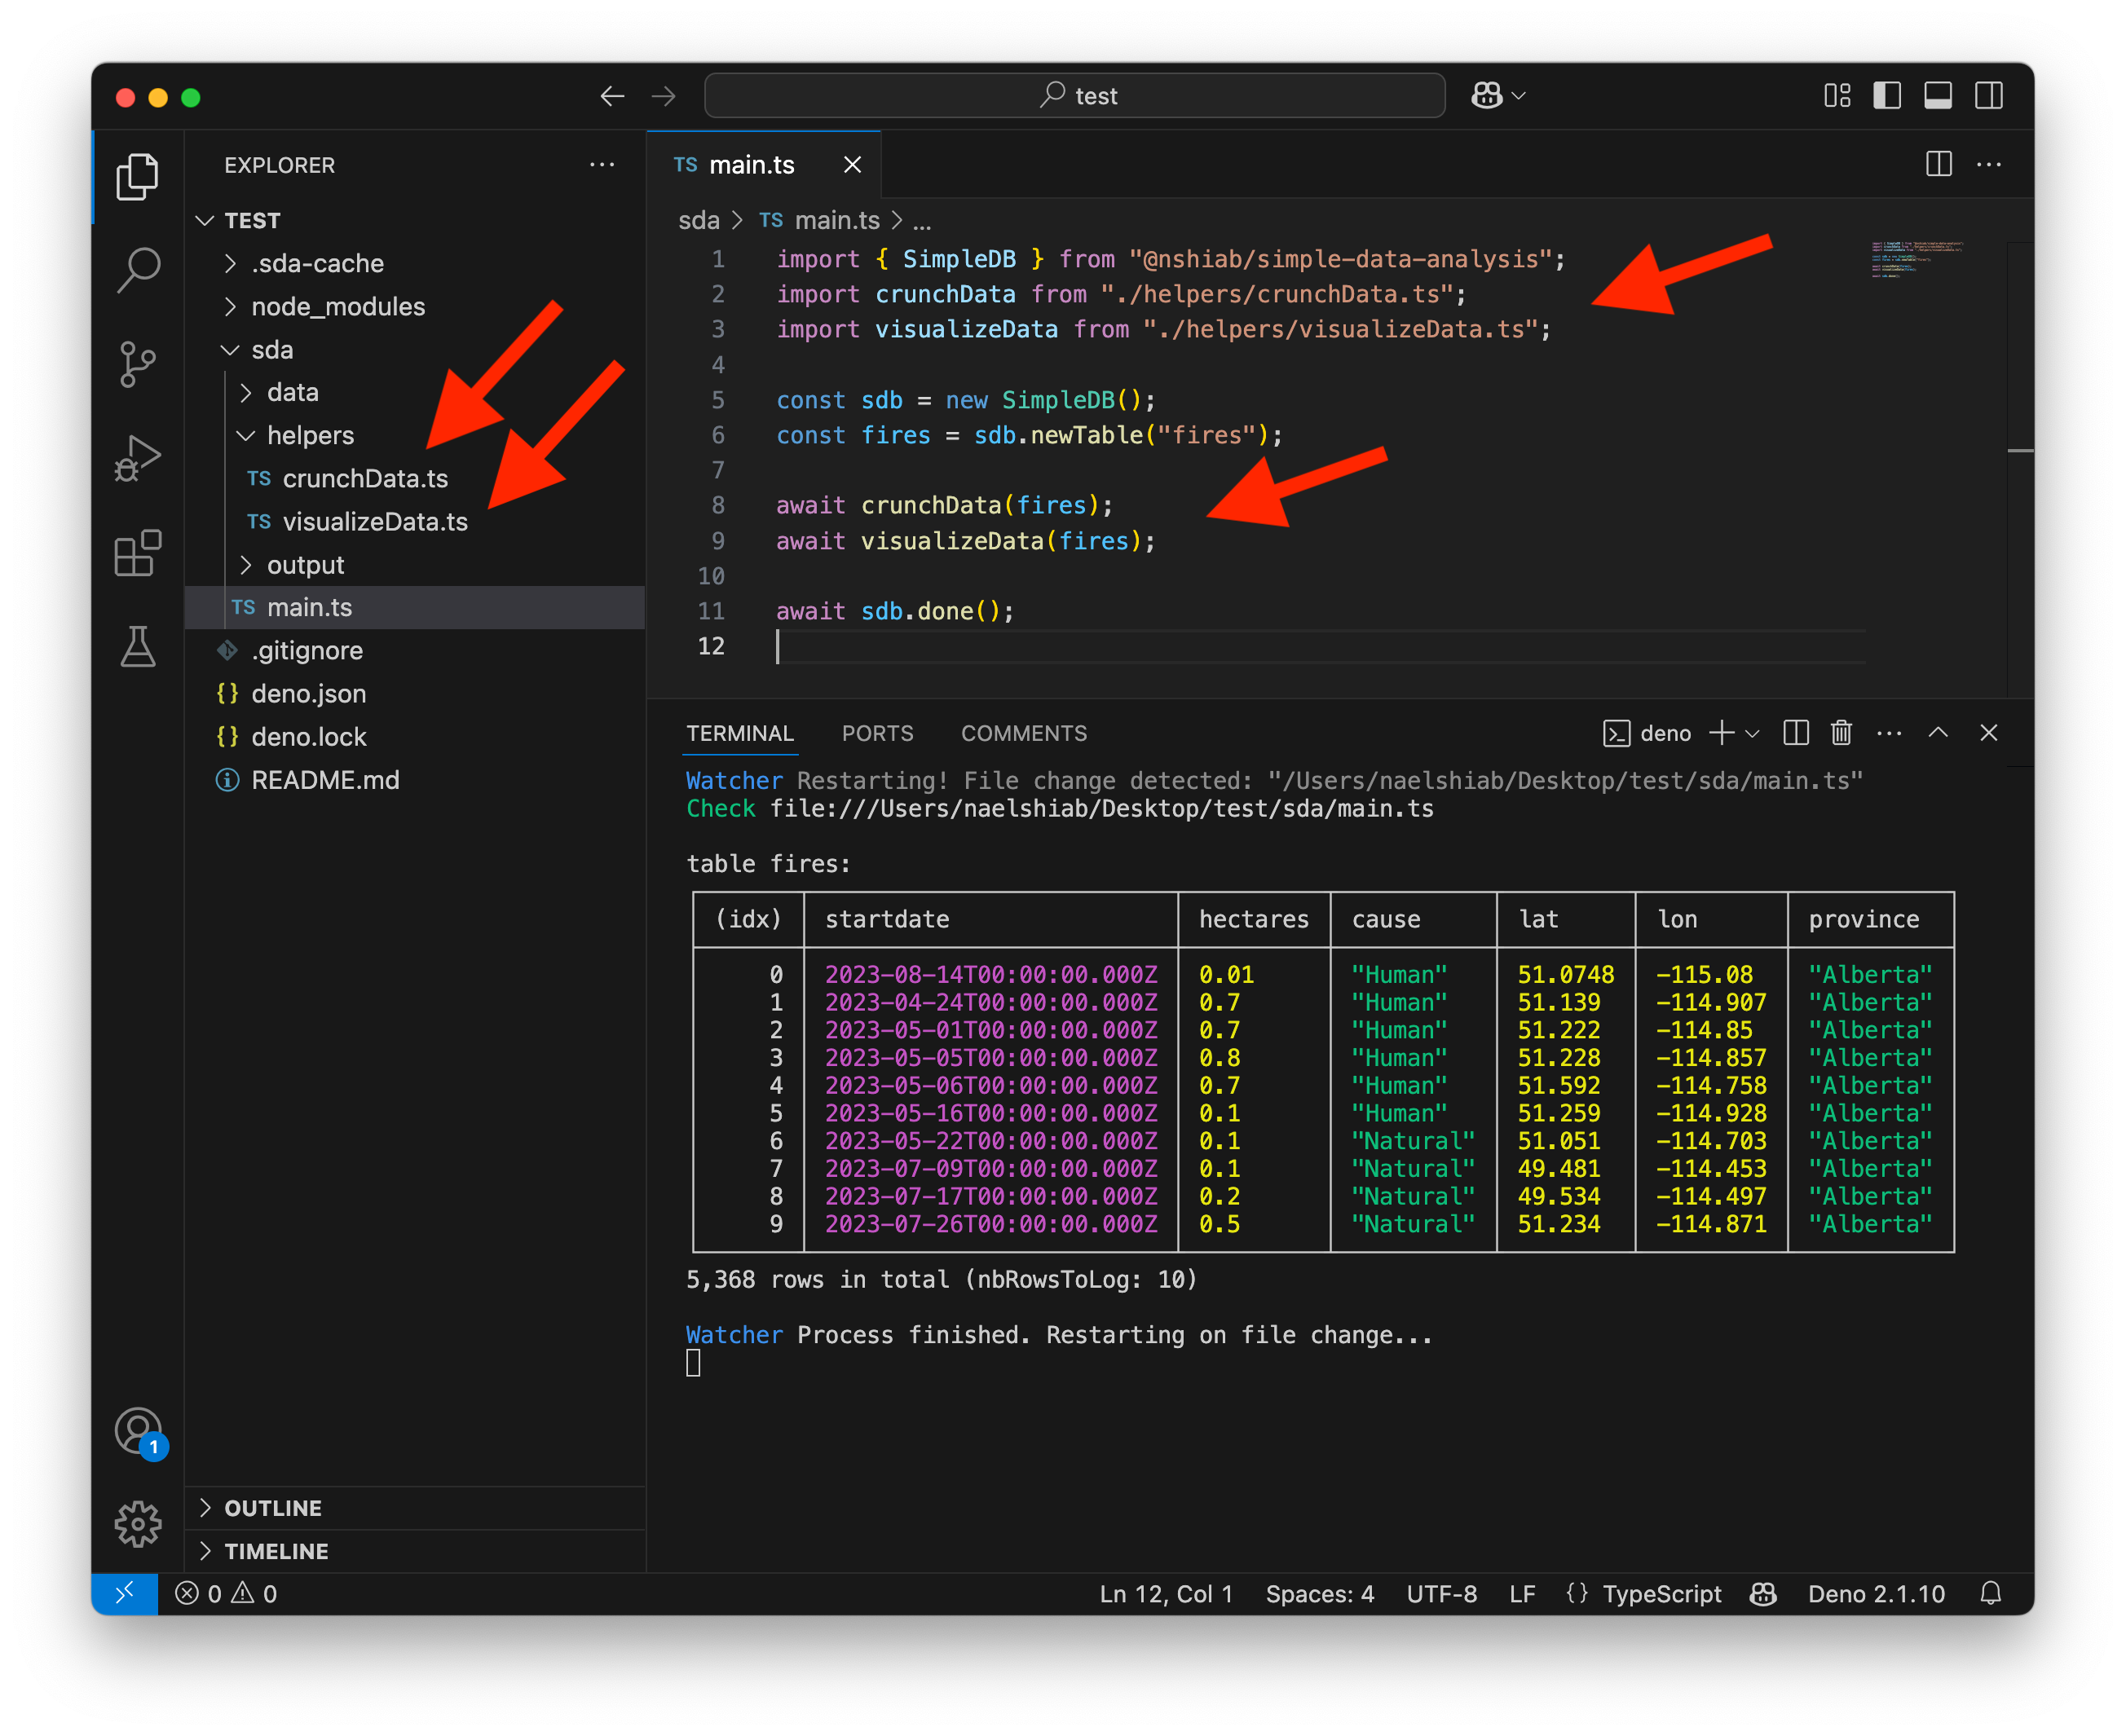 test
EXPLORER
TEST
.sda-cache
node_modules
sda
data
helpers
TS crunchData.ts
TS visualizeData.ts
output
TS main.ts
.gitignore
{} deno.json
{} deno.lock
README.md
1
OUTLINE
TIMELINE
TS main.ts
sda > TS main.ts > ...
1 import { SimpleDB } from "@nshiab/simple-data-analysis";
2 import crunchData from "./helpers/crunchData.ts";
3 import visualizeData from "./helpers/visualizeData.ts";
4
5 const sdb = new SimpleDB();
6 const fires = sdb.newTable("fires");
7
8 await crunchData(fires);
9 await visualizeData(fires);
10
11 await sdb.done();
12
TERMINAL PORTS COMMENTS deno
Watcher Restarting! File change detected: "/Users/naelshiab/Desktop/test/sda/main.ts"
Check file:///Users/naelshiab/Desktop/test/sda/main.ts
table fires:
(idx) startdate hectares cause lat lon province
0 2023-08-14T00:00:00.000Z 0.01 "Human" 51.0748 -115.08 "Alberta"
1 2023-04-24T00:00:00.000Z 0.7 "Human" 51.139 -114.907 "Alberta"
2 2023-05-01T00:00:00.000Z 0.7 "Human" 51.222 -114.85 "Alberta"
3 2023-05-05T00:00:00.000Z 0.8 "Human" 51.228 -114.857 "Alberta"
4 2023-05-06T00:00:00.000Z 0.7 "Human" 51.592 -114.758 "Alberta"
5 2023-05-16T00:00:00.000Z 0.1 "Human" 51.259 -114.928 "Alberta"
6 2023-05-22T00:00:00.000Z 0.1 "Natural" 51.051 -114.703 "Alberta"
7 2023-07-09T00:00:00.000Z 0.1 "Natural" 49.481 -114.453 "Alberta"
8 2023-07-17T00:00:00.000Z 0.2 "Natural" 49.534 -114.497 "Alberta"
9 2023-07-26T00:00:00.000Z 0.5 "Natural" 51.234 -114.871 "Alberta"
5,368 rows in total (nbRowsToLog: 10)
Watcher Process finished. Restarting on file change...
0 0 Ln 12, Col 1 Spaces: 4 UTF-8 LF {} TypeScript Deno 2.1.10